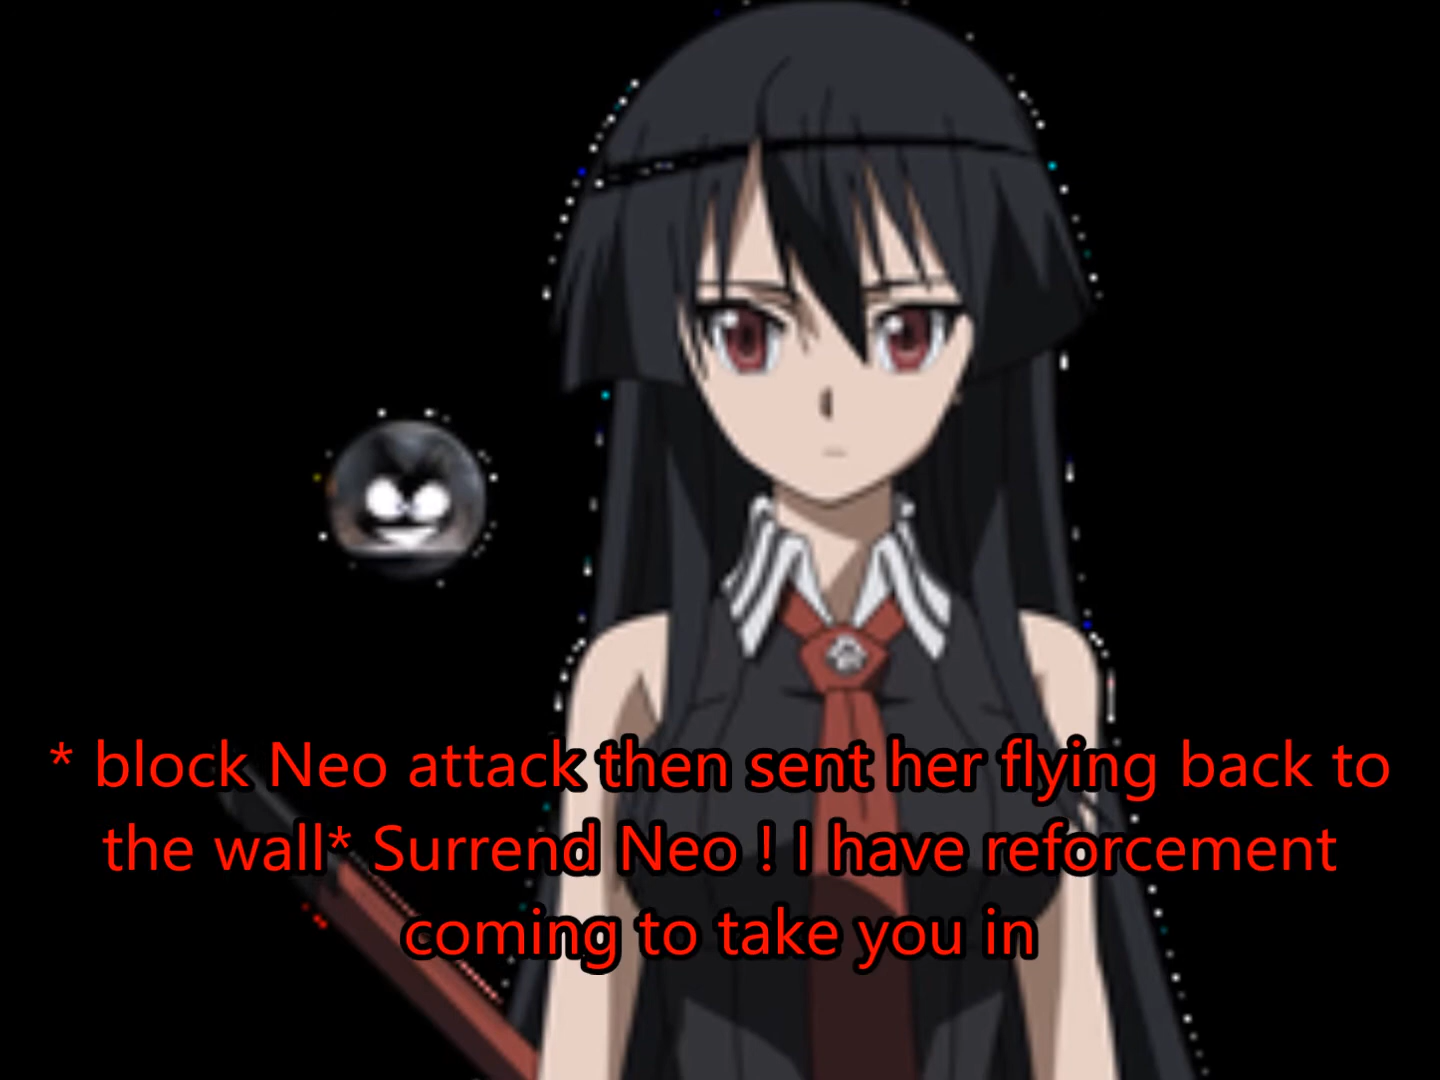 * block Neo attack then sent her flying back to
the wall* Surrend Neo ! I have reforcement
coming to take you in